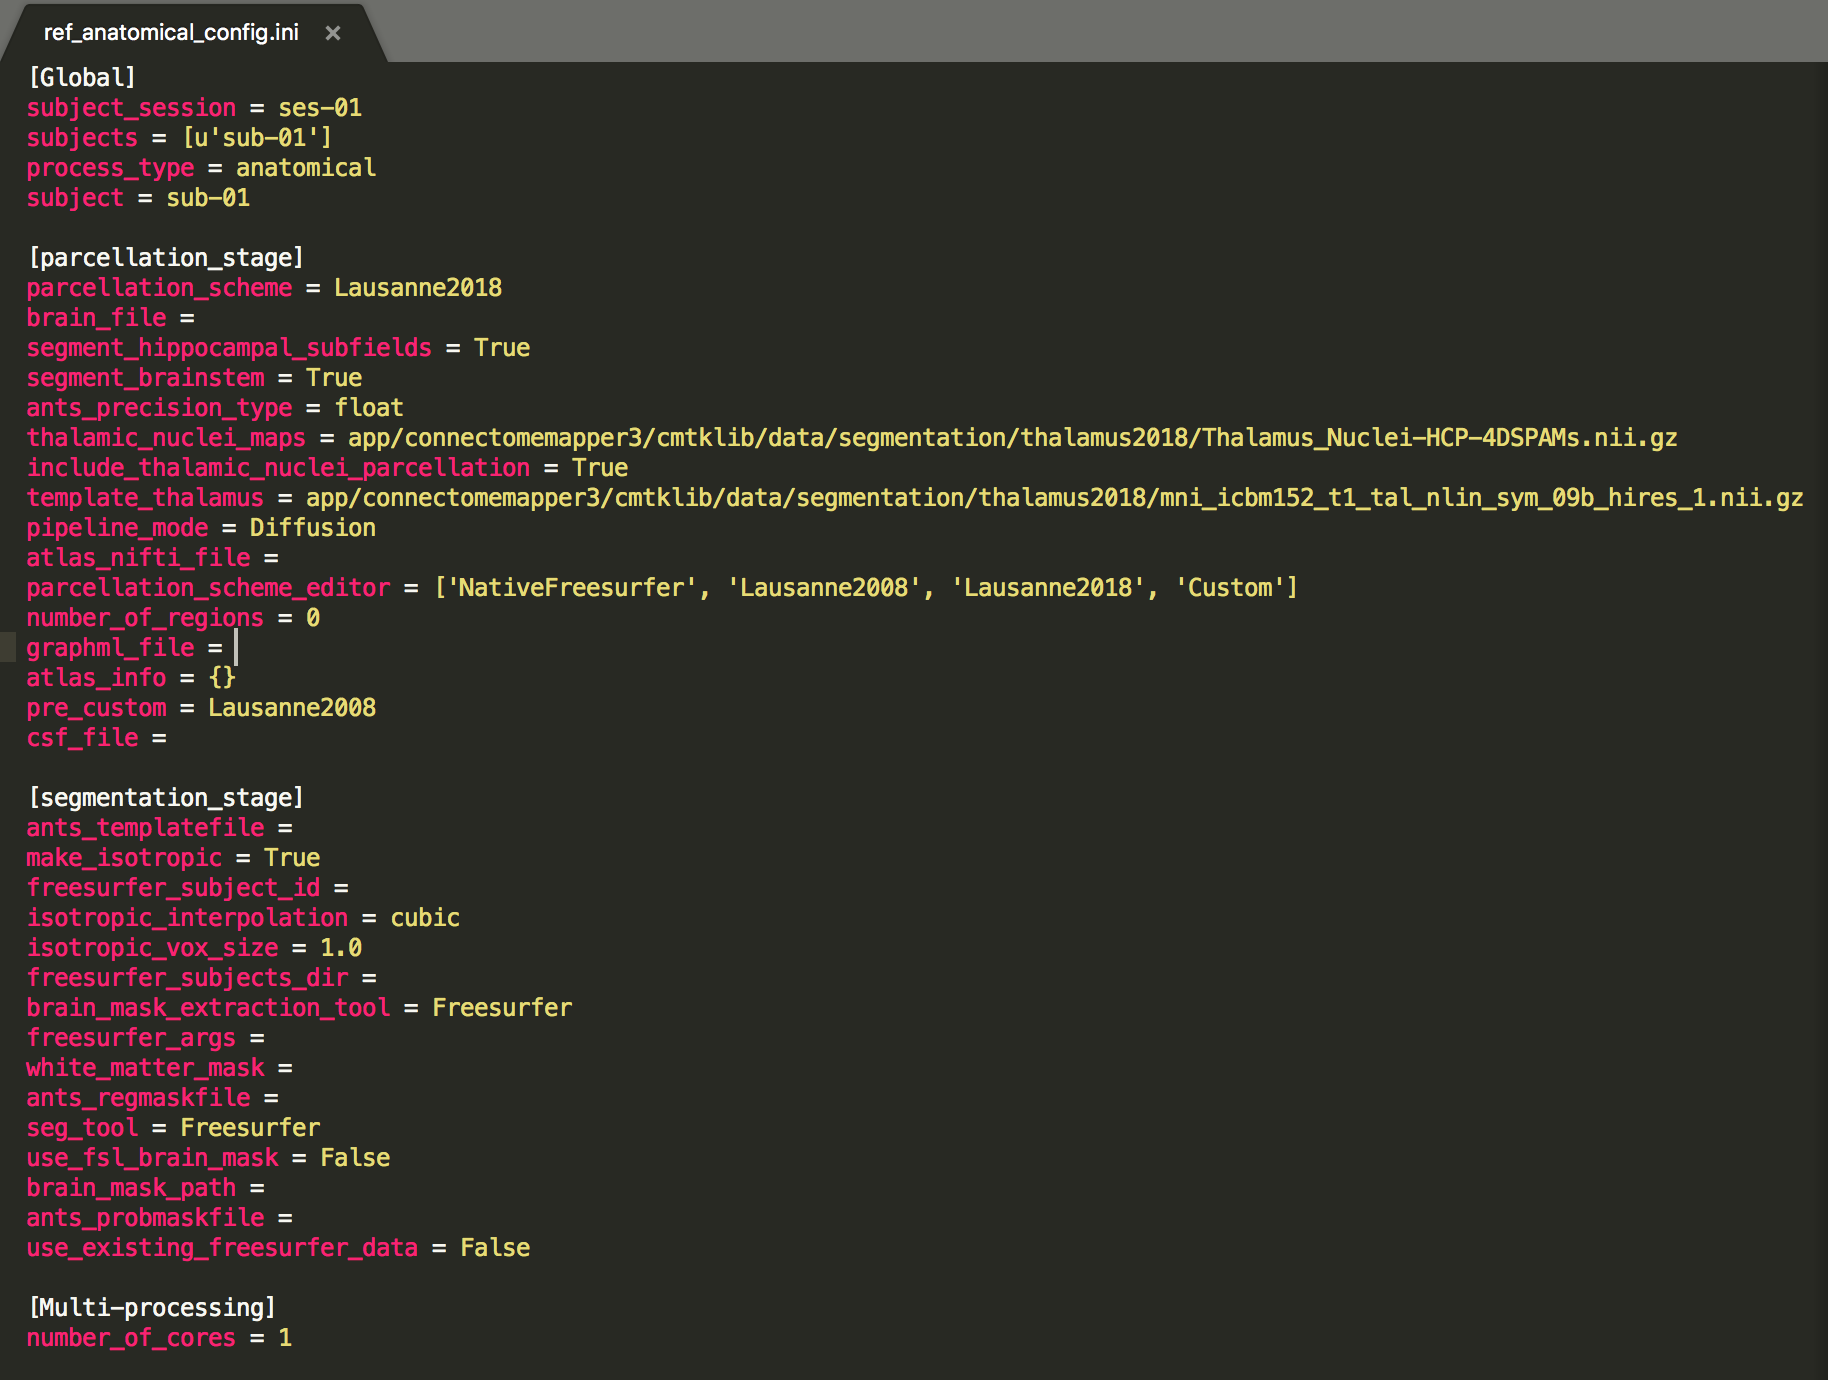 ref_anatomical_config.ini ×
[Global]
subject_session = ses-01
subjects = [u'sub-01']
process_type = anatomical
subject = sub-01
[parcellation_stage]
parcellation_scheme = Lausanne2018
brain_file =
segment_hippocampal_subfields = True
segment_brainstem = True
ants_precision_type = float
thalamic_nuclei_maps = app/connectomemapper3/cmtklib/data/segmentation/thalamus2018/Thalamus_Nuclei-HCP-4DSPAMs.nii.gz
include_thalamic_nuclei_parcellation = True
template_thalamus = app/connectomemapper3/cmtklib/data/segmentation/thalamus2018/mni_icbm152_t1_tal_nlin_sym_09b_hires_1.nii.gz
pipeline_mode = Diffusion
atlas_nifti_file =
parcellation_scheme_editor = ['NativeFreesurfer', 'Lausanne2008', 'Lausanne2018', 'Custom']
number_of_regions = 0
graphml_file =
atlas_info = {}
pre_custom = Lausanne2008
csf_file =
[segmentation_stage]
ants_templatefile =
make_isotropic = True
freesurfer_subject_id =
isotropic_interpolation = cubic
isotropic_vox_size = 1.0
freesurfer_subjects_dir =
brain_mask_extraction_tool = Freesurfer
freesurfer_args =
white_matter_mask =
ants_regmaskfile =
seg_tool = Freesurfer
use_fsl_brain_mask = False
brain_mask_path =
ants_probmaskfile =
use_existing_freesurfer_data = False
[Multi-processing]
number_of_cores = 1